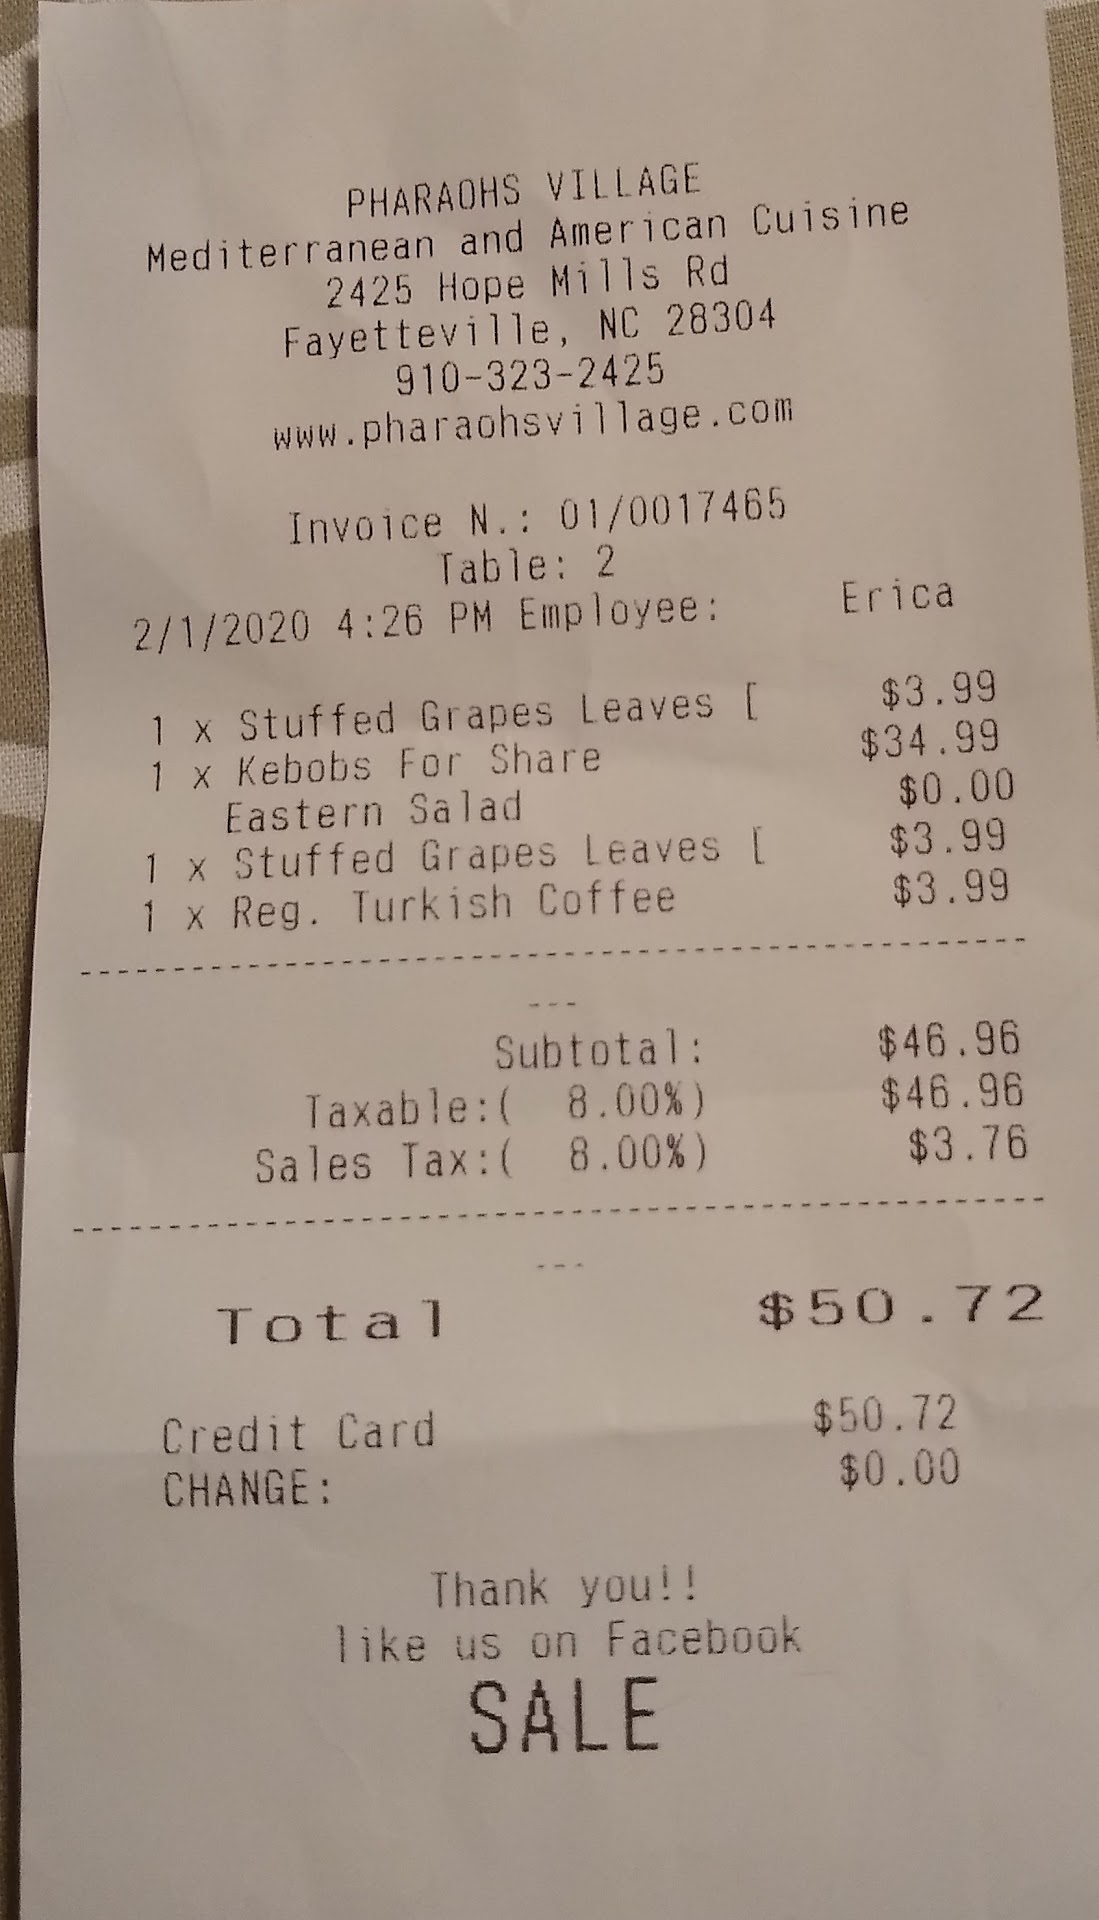 PHARAOHS VILLAGE
Mediterranean and American Cuisine
2425 Hope Mills Rd
Fayetteville, NC 28304
910-323-2425
www.pharaohsvillage.com
Invoice N.: 01/0017465
Table: 2
2/1/2020 4:26 PM Employee: Erica
1 x Stuffed Grapes Leaves [ $3.99
1 x Kebobs For Share $34.99
Eastern Salad $0.00
1 x Stuffed Grapes Leaves [ $3.99
1 x Reg. Turkish Coffee $3.99
---
Subtotal: $46.96
Taxable:( 8.00%) $46.96
Sales Tax:( 8.00%) $3.76
---
Total $50.72
Credit Card $50.72
CHANGE: $0.00
Thank you!!
like us on Facebook
SALE